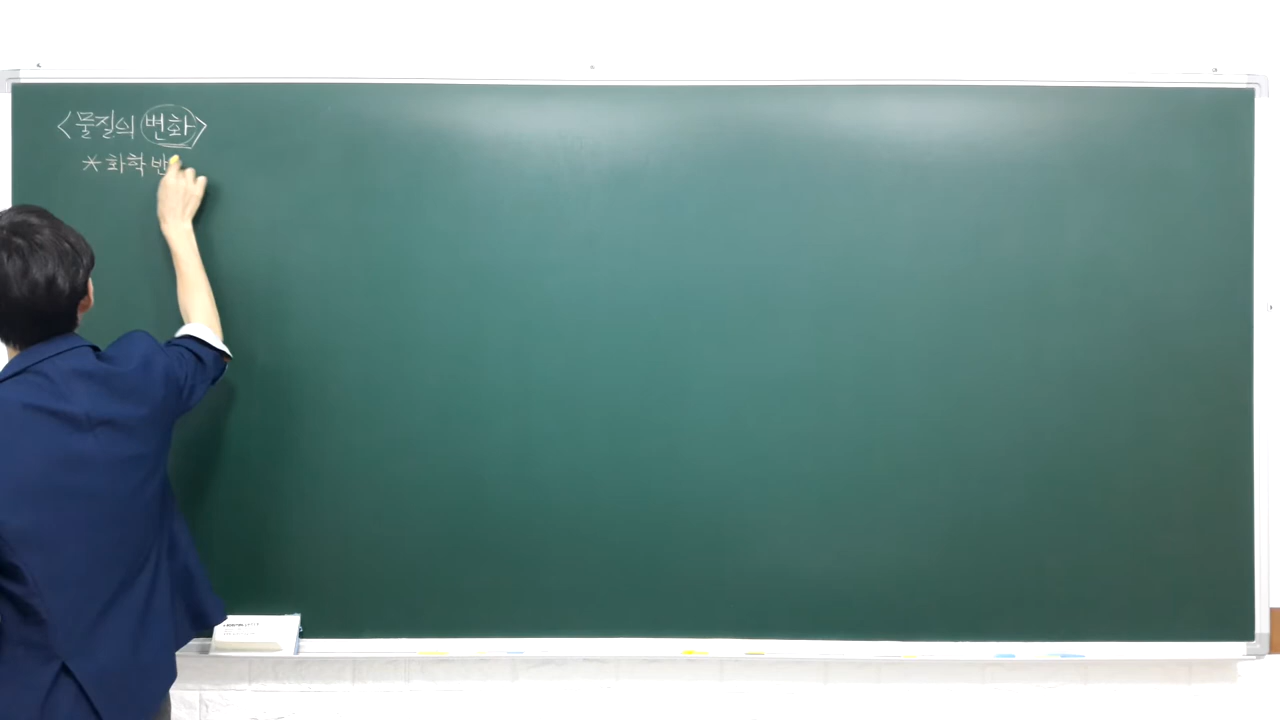 <물질의 변화>
* 화학 반